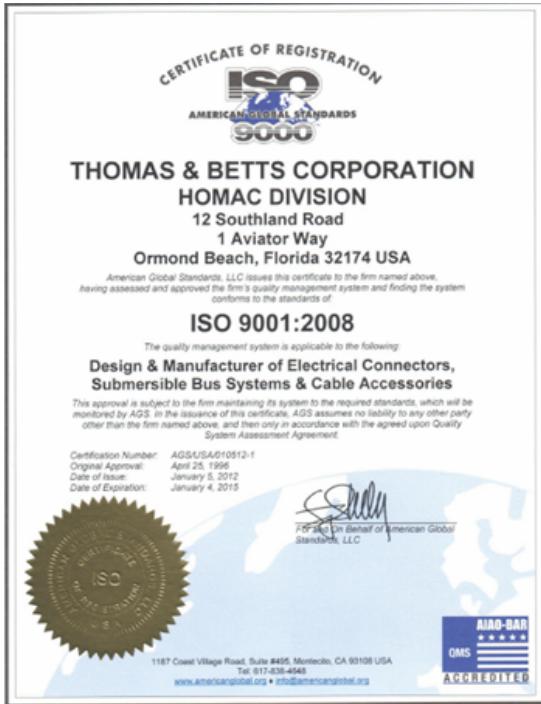 CERTIFICATE OF REGISTRATION
ISO
AMERICAN GLOBAL STANDARDS
9000
THOMAS & BETTS CORPORATION
HOMAC DIVISION
12 Southland Road
1 Aviator Way
Ormond Beach, Florida 32174 USA
American Global Standards, LLC issues this certificate to the firm named above,
having assessed and approved the firm's quality management system and finding the system
conforms to the standards of:
ISO 9001:2008
The quality management system is applicable to the following:
Design & Manufacturer of Electrical Connectors,
Submersible Bus Systems & Cable Accessories
This approval is subject to the firm maintaining its system to the required standards, which will be
monitored by AGS. In the issuance of this certificate, AGS assumes no liability to any other party
other than the firm named above, and then only in accordance with the agreed upon Quality
System Assessment Agreement.
Certification Number: AGS/USA/010512-1
Original Approval: April 25, 1996
Date of Issue: January 5, 2012
Date of Expiration: January 4, 2015
For and On Behalf of American Global
Standards, LLC
CERTIFICATE
ISO
OF REGISTRATION
USA
AIAO-BAR
QMS
ACCREDITED
1187 Coast Village Road, Suite #495, Montecito, CA 93108 USA
Tel: 617-838-4648
www.americanglobal.org ♦ info@americanglobal.org